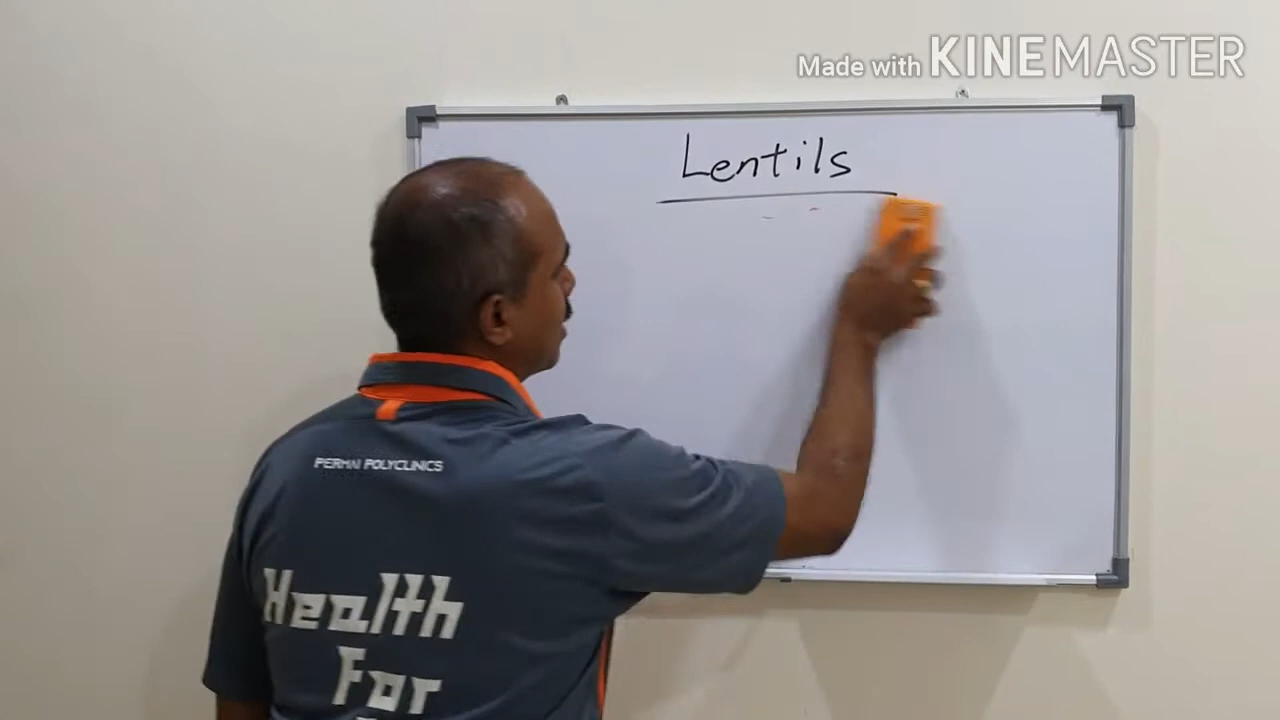 Made with KINEMASTER
Lentils
PERMAI POLYCLINICS
Health
For